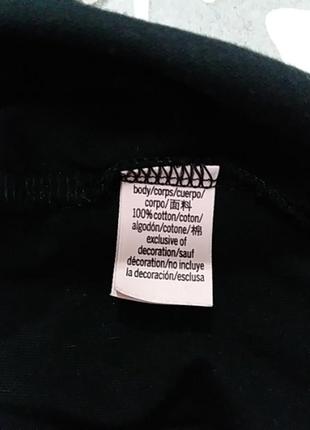 body/corps/cuerpo/
corpo/面料
100% cotton/coton/
algodón/cotone/棉
exclusive of
decoration/sauf
décoration/no incluye
la decoración/esclusa